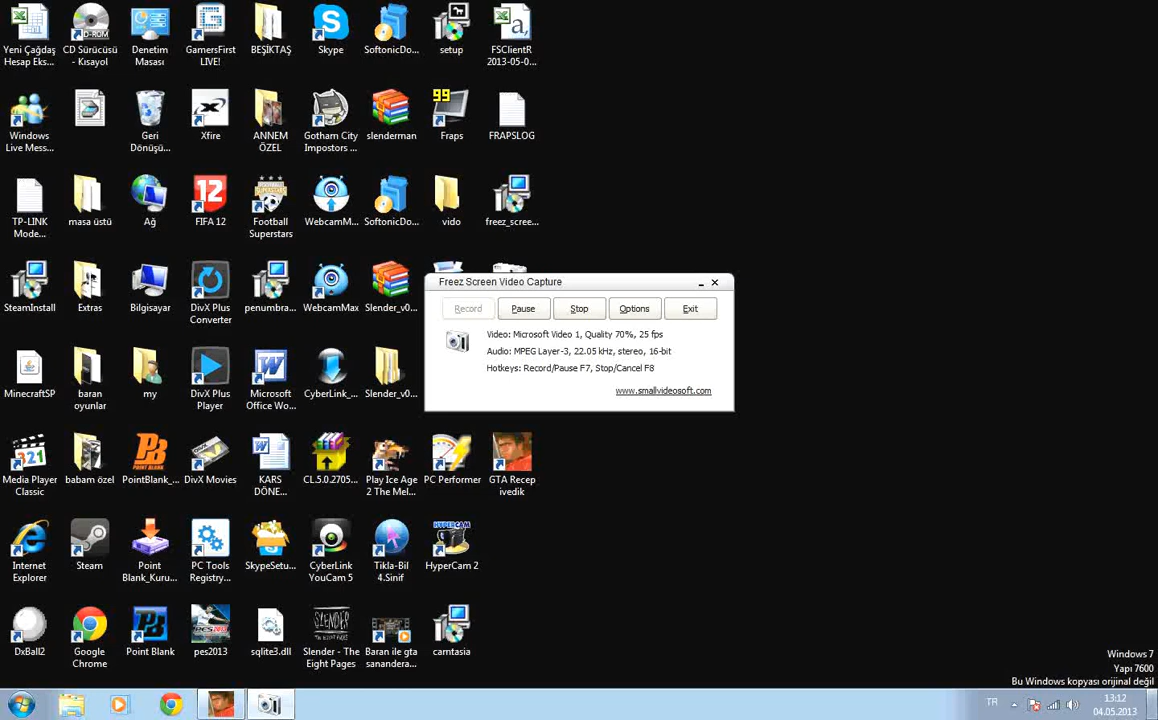 Yeni Çağdaş
Hesap Eks...
CD Sürücüsü
- Kısayol
Denetim
Masası
GamersFirst
LIVE!
BEŞİKTAŞ
Skype
SoftonicDo...
setup
FSClientR
2013-05-0...
Windows
Live Mess...
Geri
Dönüşü...
Xfire
ANNEM
ÖZEL
Gotham City
Impostors ...
slenderman
99
Fraps
FRAPSLOG
TP-LINK
Mode...
masa üstü
Ağ
12
FIFA 12
Football
Superstars
WebcamM...
SoftonicDo...
vido
freez_scree...
SteamInstall
Extras
Bilgisayar
DivX Plus
Converter
penumbra...
WebcamMax
Slender_v0...
Freez Screen Video Capture
Record
Pause
Stop
Options
Exit
Video: Microsoft Video 1, Quality 70%, 25 fps
Audio: MPEG Layer-3, 22.05 kHz, stereo, 16-bit
Hotkeys: Record/Pause F7, Stop/Cancel F8
www.smallvideosoft.com
MinecraftSP
baran
oyunlar
my
DivX Plus
Player
Microsoft
Office Wo...
CyberLink_...
Slender_v0...
321
Media Player
Classic
babam özel
PointBlank_...
DivX Movies
KARS
DÖNE...
CL.5.0.2705...
Play Ice Age
2 The Mel...
PC Performer
GTA Recep
ivedik
Internet
Explorer
Steam
Point
Blank_Kuru...
PC Tools
Registry...
SkypeSetu...
CyberLink
YouCam 5
Tikla-Bil
4.Sinif
HYPERCAM
HyperCam 2
DxBall2
Google
Chrome
Point Blank
pes2013
sqlite3.dll
SLENDER
Slender - The
Eight Pages
Baran ile gta
sanandera...
camtasia
Windows 7
Yapı 7600
Bu Windows kopyası orijinal değil
TR
13:12
04.05.2013